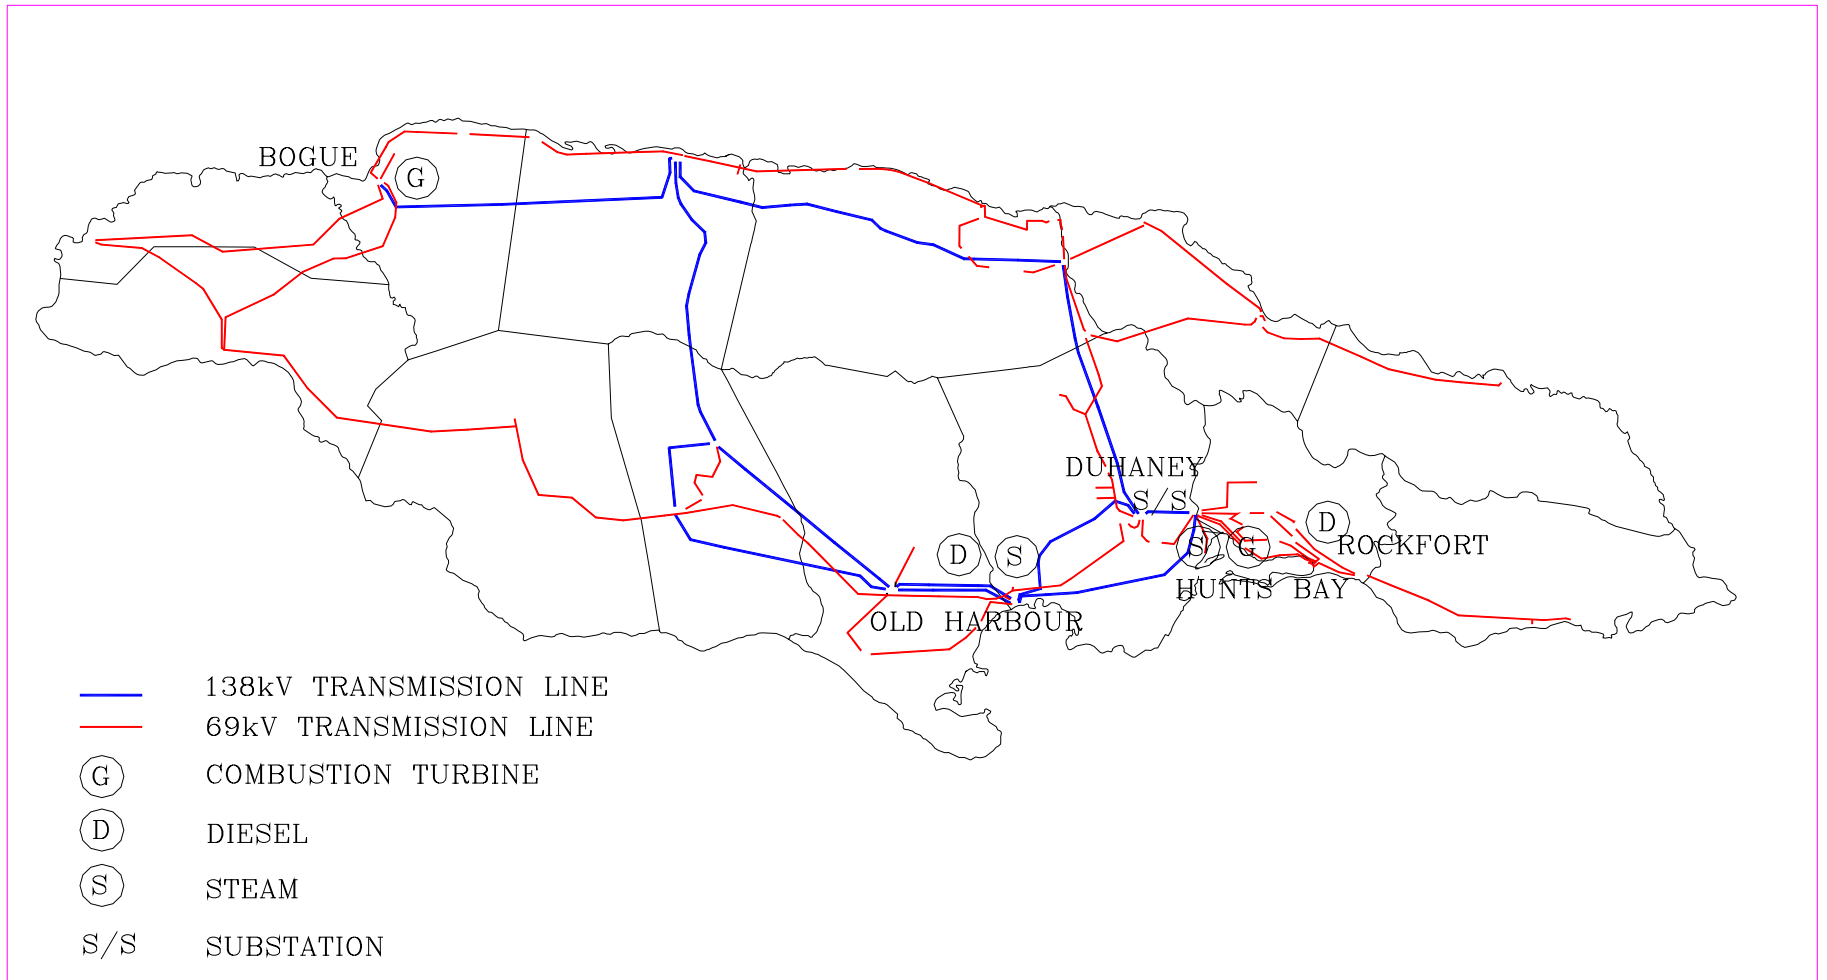 BOGUE
G
DUHANEY
S/S
D
S
S
G
D
ROCKFORT
HUNTS BAY
OLD HARBOUR
138kV TRANSMISSION LINE
69kV TRANSMISSION LINE
G COMBUSTION TURBINE
D DIESEL
S STEAM
S/S SUBSTATION